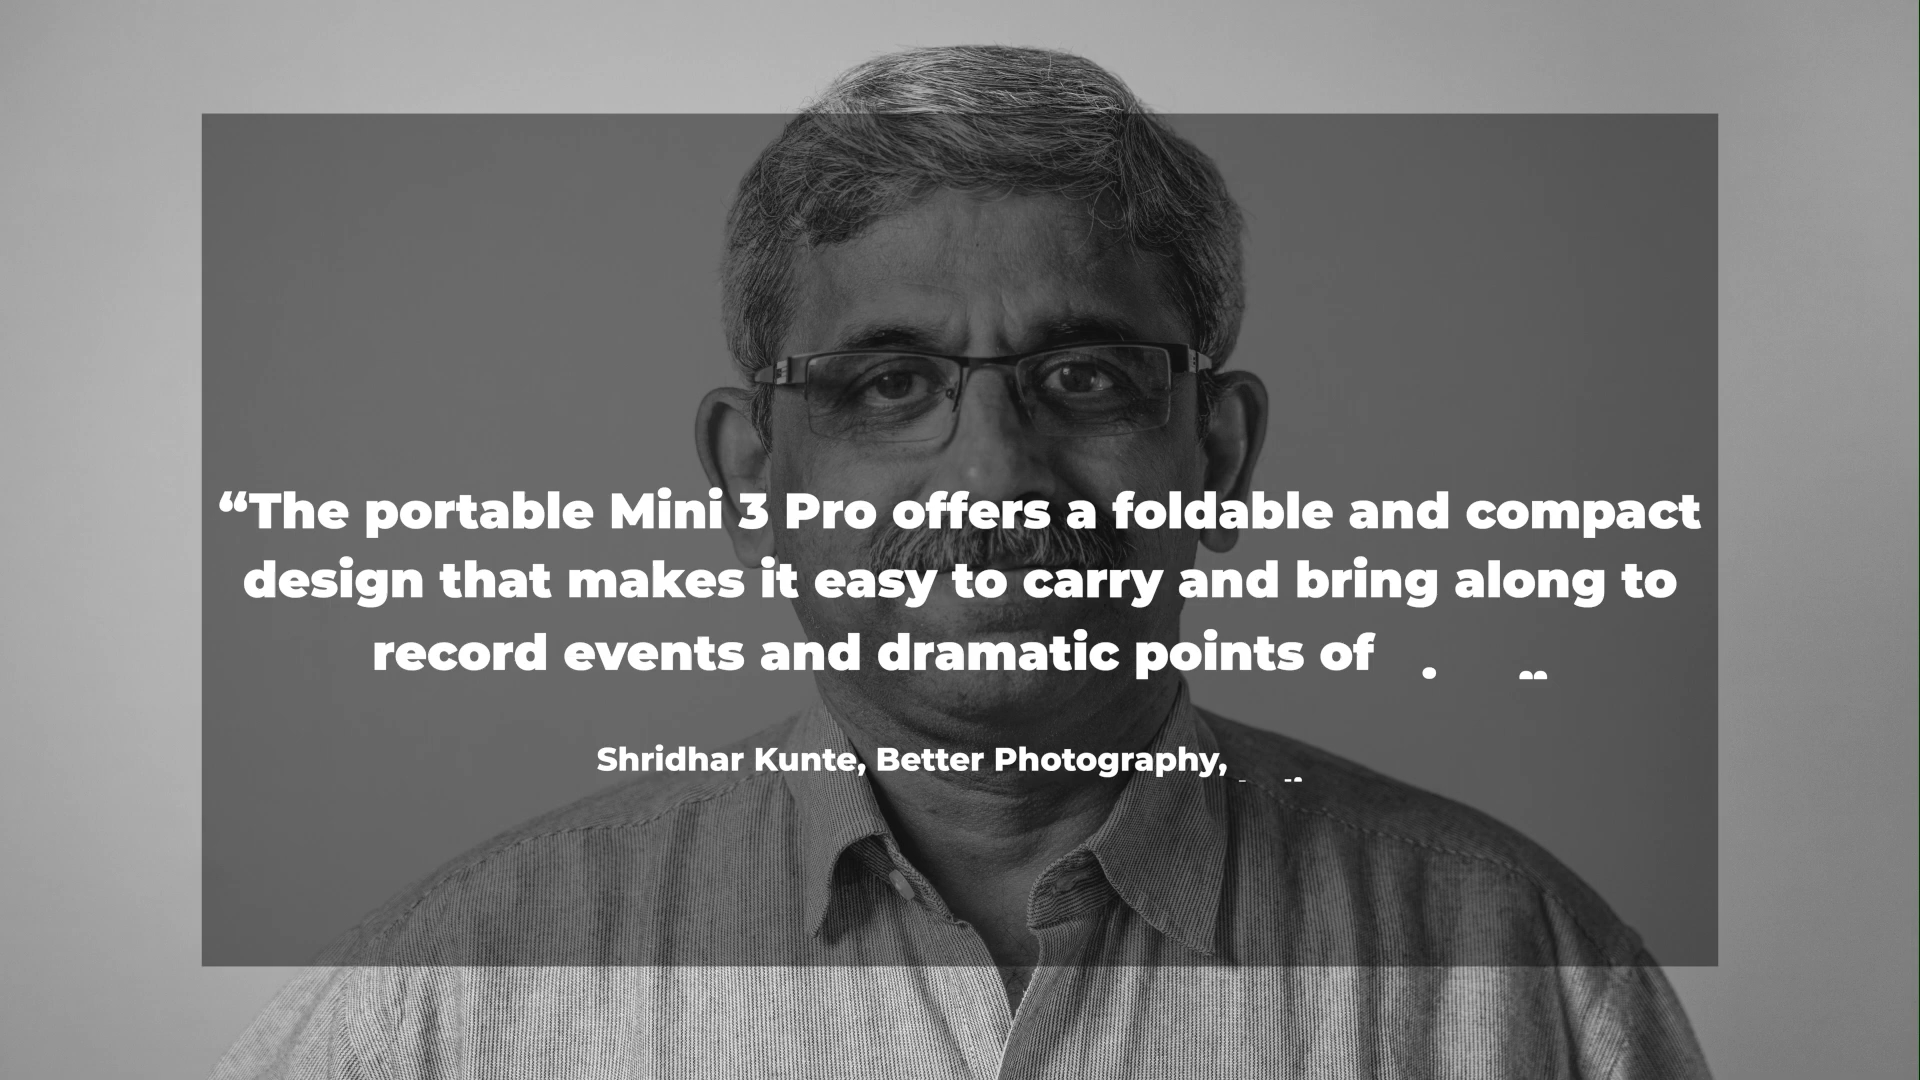 “The portable Mini 3 Pro offers a foldable and compact
design that makes it easy to carry and bring along to
record events and dramatic points of
Shridhar Kunte, Better Photography,